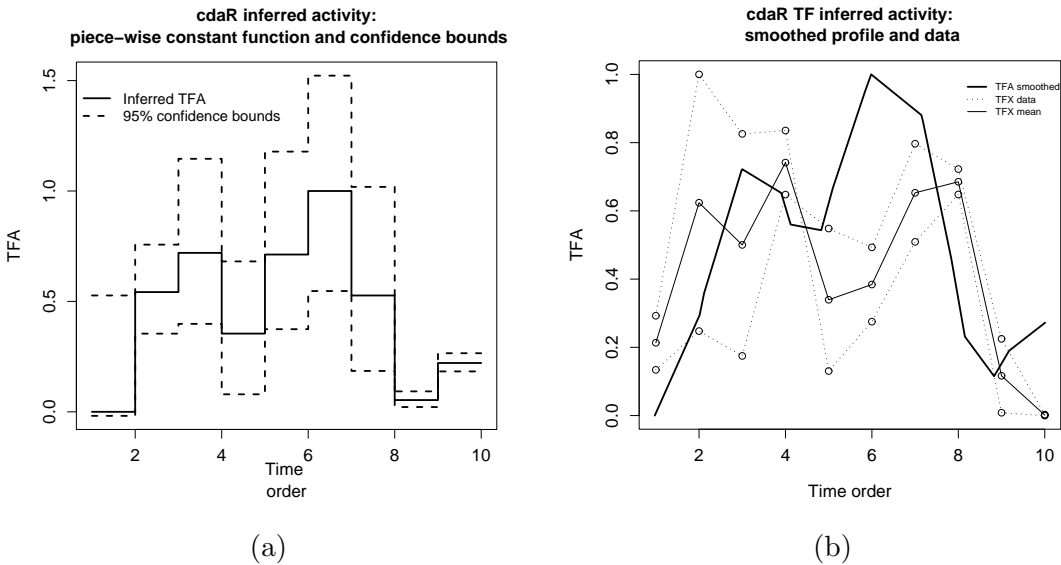 cdaR inferred activity:
piece−wise constant function and confidence bounds
Inferred TFA
95% confidence bounds
TFA
0.0
0.5
1.0
1.5
2
4
6
8
10
Time
order
(a)
cdaR TF inferred activity:
smoothed profile and data
TFA smoothed
TFX data
TFX mean
TFA
0.0
0.2
0.4
0.6
0.8
1.0
2
4
6
8
10
Time order
(b)